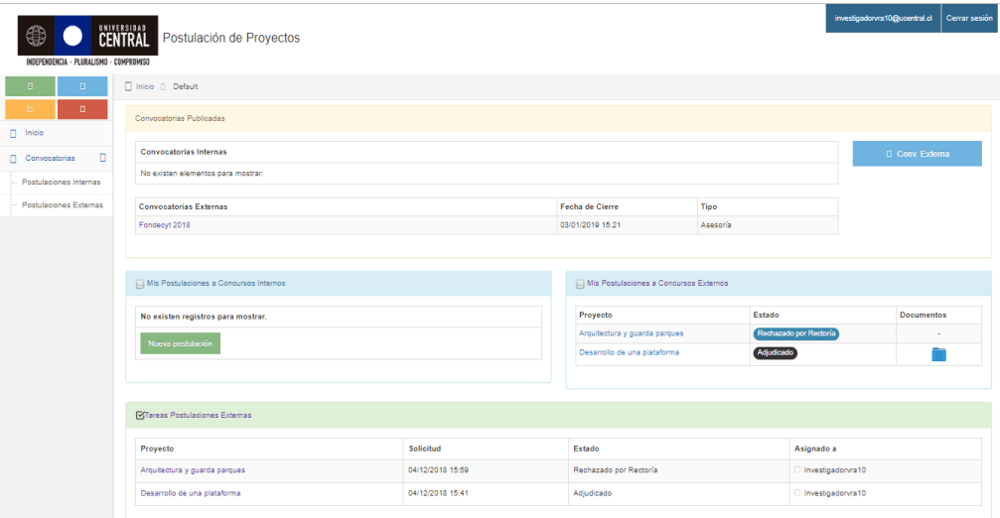 investigadorvra10@ucentral.cl Cerrar sesión
UNIVERSIDAD
CENTRAL Postulación de Proyectos
INDEPENDENCIA - PLURALISMO - COMPROMISO
Inicio Default
Convocatorias Publicadas
Inicio
Convocatorias
Postulaciones Internas
Postulaciones Externas
Convocatorias Internas
No existen elementos para mostrar.
Conv. Externa
Convocatorias Externas Fecha de Cierre Tipo
Fondecyt 2018 03/01/2019 15:21 Asesoría
Mis Postulaciones a Concursos Internos
No existen registros para mostrar.
Nueva postulación
Mis Postulaciones a Concursos Externos
Proyecto Estado Documentos
Arquitectura y guarda parques Rechazado por Rectoría -
Desarrollo de una plataforma Adjudicado
Tareas Postulaciones Externas
Proyecto Solicitud Estado Asignado a
Arquitectura y guarda parques 04/12/2018 15:59 Rechazado por Rectoría Investigadorvra10
Desarrollo de una plataforma 04/12/2018 15:41 Adjudicado Investigadorvra10